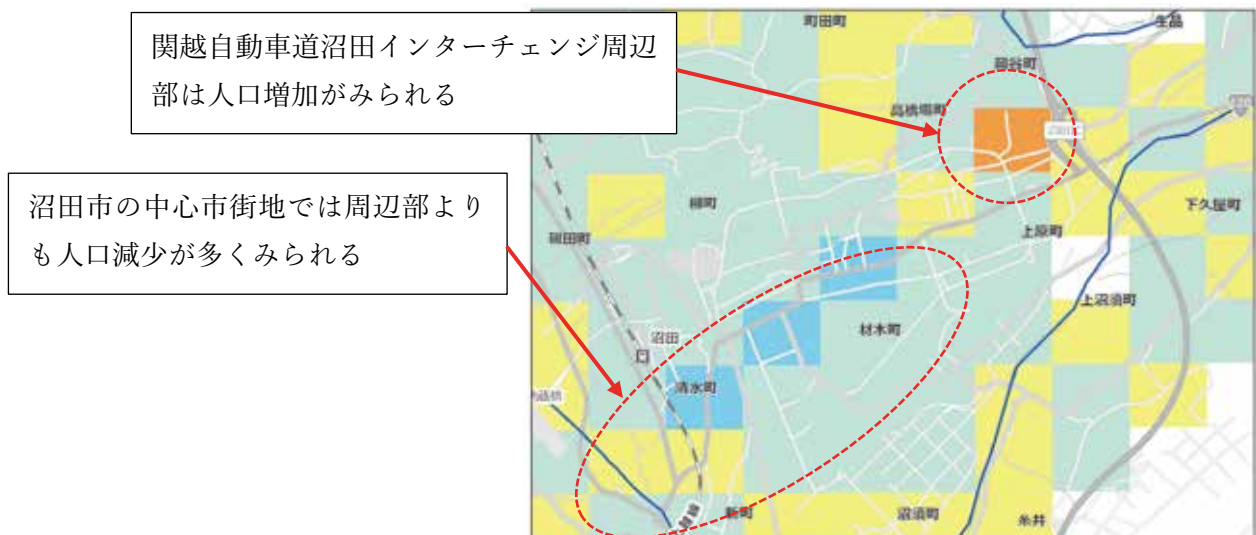 関越自動車道沼田インターチェンジ周辺
部は人口増加がみられる
沼田市の中心市街地では周辺部より
も人口減少が多くみられる
町田町
生品
岡谷町
高橋場町
柳町
下久屋町
上原町
上沼須町
材木町
沼田
清水町
新町
沼須町
糸井